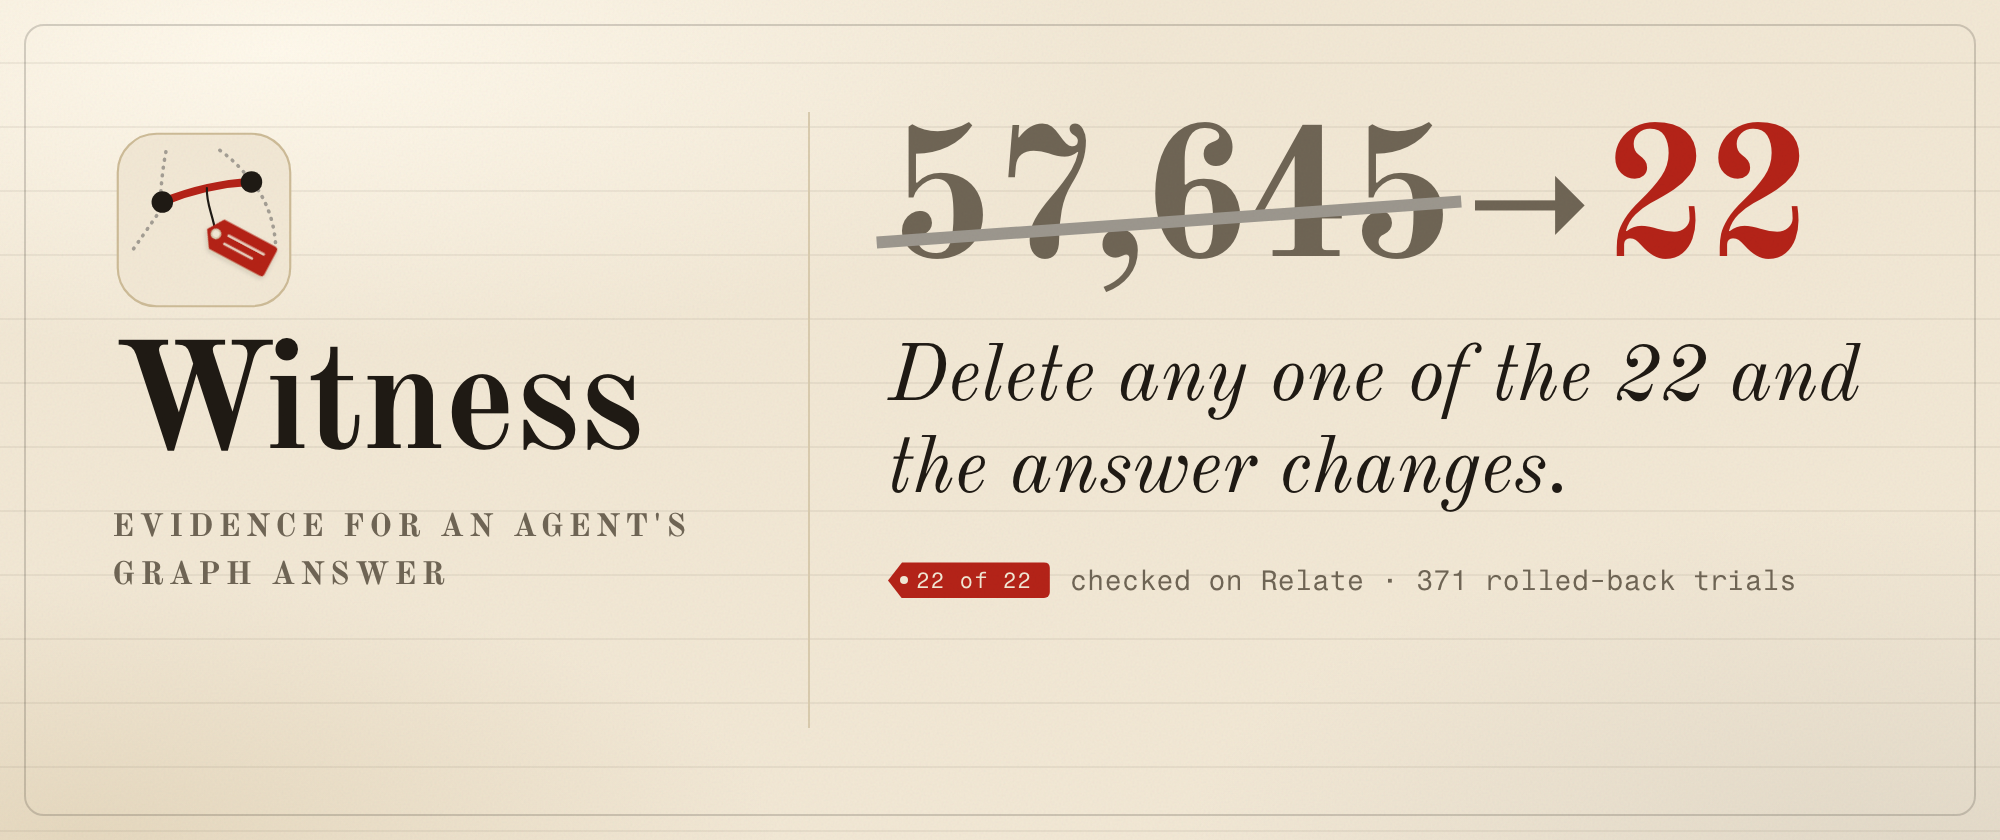 Witness
EVIDENCE FOR AN AGENT'S
GRAPH ANSWER
57,645 → 22
Delete any one of the 22 and
the answer changes.
22 of 22 checked on Relate · 371 rolled-back trials